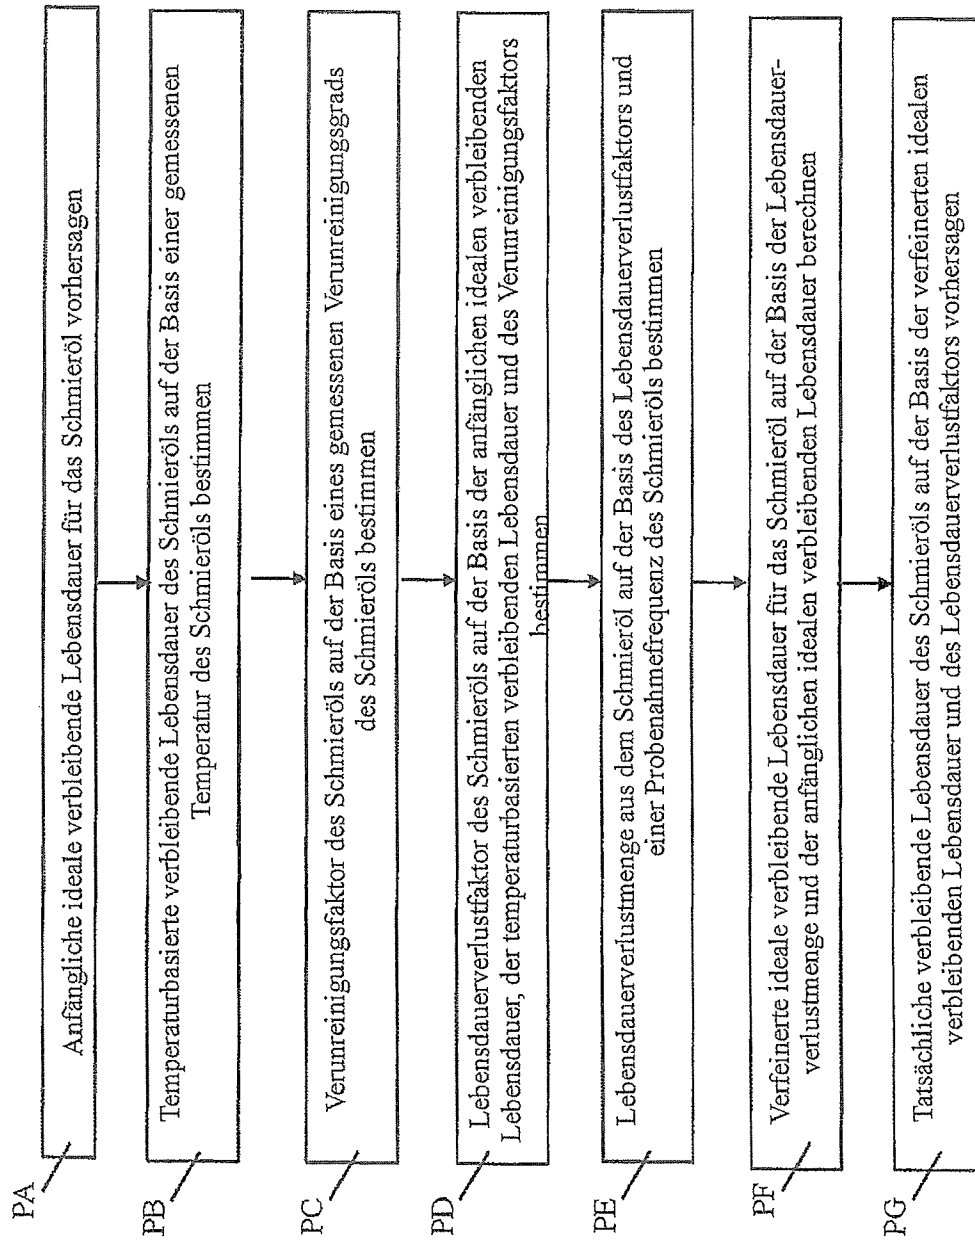 PA
Anfängliche ideale verbleibende Lebensdauer für das Schmieröl vorhersagen
PB
Temperaturbasierte verbleibende Lebensdauer des Schmieröls auf der Basis einer gemessenen
Temperatur des Schmieröls bestimmen
PC
Verunreinigungsfaktor des Schmieröls auf der Basis eines gemessenen Verunreinigungsgrads
des Schmieröls bestimmen
PD
Lebensdauerverlustfaktor des Schmieröls auf der Basis der anfänglichen idealen verbleibenden
Lebensdauer, der temperaturbasierten verbleibenden Lebensdauer und des Verunreinigungsfaktors
bestimmen
PE
Lebensdauerverlustmenge aus dem Schmieröl auf der Basis des Lebensdauerverlustfaktors und
einer Probenahmefrequenz des Schmieröls bestimmen
PF
Verfeinerte ideale verbleibende Lebensdauer für das Schmieröl auf der Basis der Lebensdauer-
verlustmenge und der anfänglichen idealen verbleibenden Lebensdauer berechnen
PG
Tatsächliche verbleibende Lebensdauer des Schmieröls auf der Basis der verfeinerten idealen
verbleibenden Lebensdauer und des Lebensdauerverlustfaktors vorhersagen